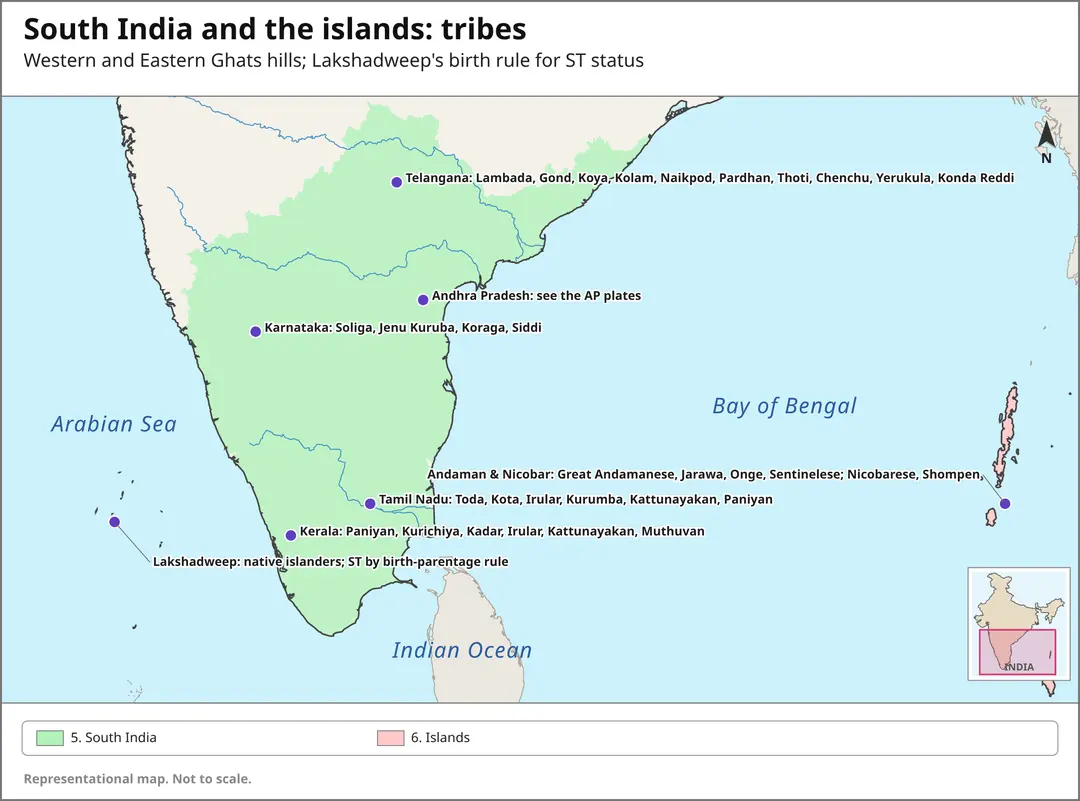 South India and the islands: tribes
Western and Eastern Ghats hills; Lakshadweep's birth rule for ST status
N
Telangana: Lambada, Gond, Koya, Kolam, Naikpod, Pardhan, Thoti, Chenchu, Yerukula, Konda Reddi
Andhra Pradesh: see the AP plates
Karnataka: Soliga, Jenu Kuruba, Koraga, Siddi
Arabian Sea
Bay of Bengal
Andaman & Nicobar: Great Andamanese, Jarawa, Onge, Sentinelese; Nicobarese, Shompen
Tamil Nadu: Toda, Kota, Irular, Kurumba, Kattunayakan, Paniyan
Kerala: Paniyan, Kurichiya, Kadar, Irular, Kattunayakan, Muthuvan
Lakshadweep: native islanders; ST by birth-parentage rule
Indian Ocean
INDIA
5. South India
6. Islands
Representational map. Not to scale.